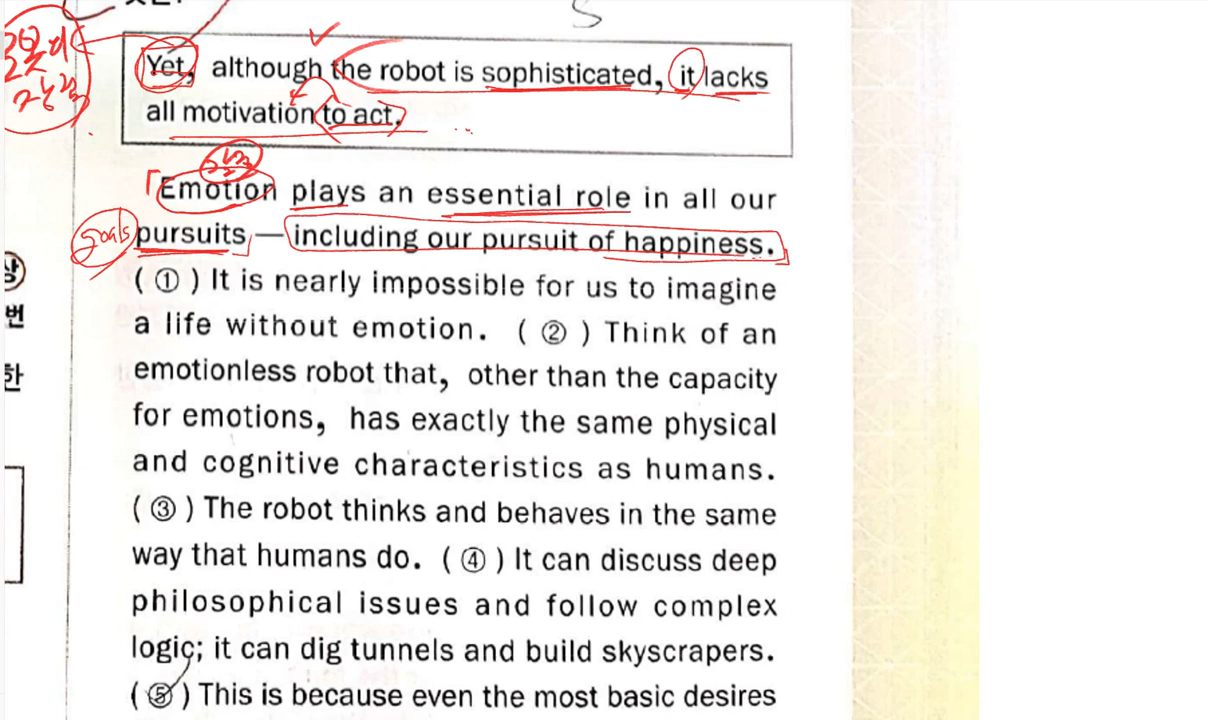 Yet, although the robot is sophisticated, it lacks
all motivation to act.
Emotion plays an essential role in all our
goals
pursuits — including our pursuit of happiness.
( ① ) It is nearly impossible for us to imagine
a life without emotion. ( ② ) Think of an
emotionless robot that, other than the capacity
for emotions, has exactly the same physical
and cognitive characteristics as humans.
( ③ ) The robot thinks and behaves in the same
way that humans do. ( ④ ) It can discuss deep
philosophical issues and follow complex
logic; it can dig tunnels and build skyscrapers.
( ⑤ ) This is because even the most basic desires
번
한